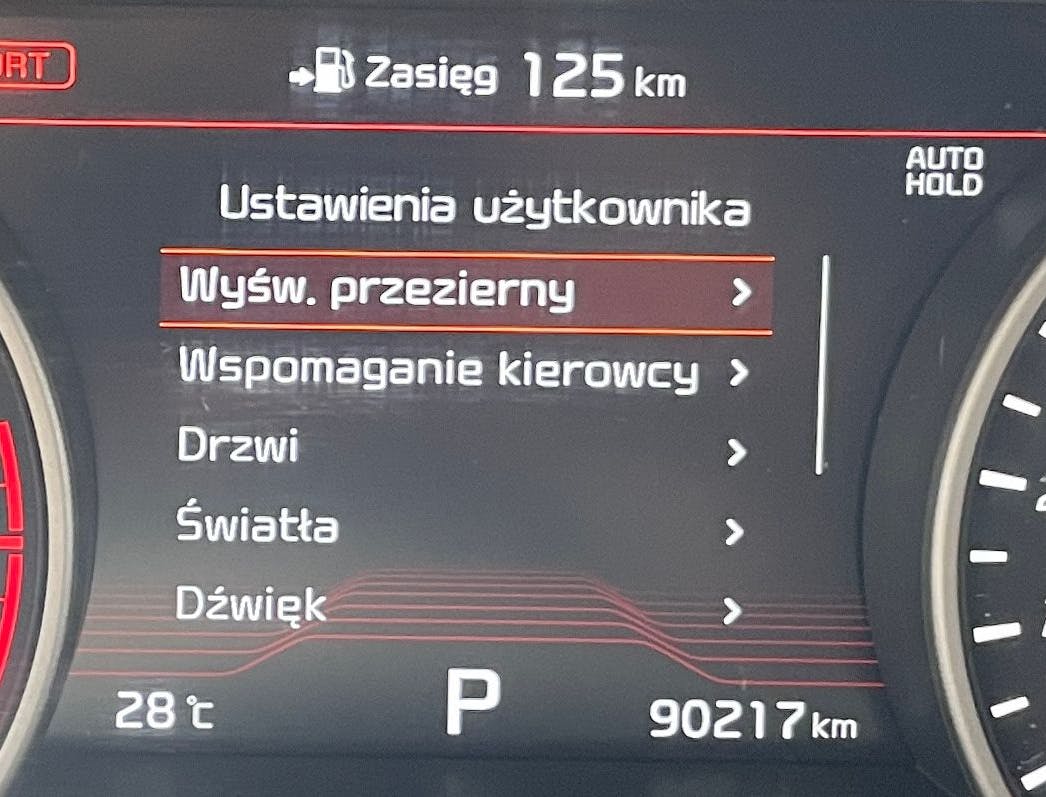 Zasięg 125 km
AUTO
HOLD
Ustawienia użytkownika
Wyśw. przezierny
Wspomaganie kierowcy
Drzwi
Światła
Dźwięk
28 °C
P
90217 km